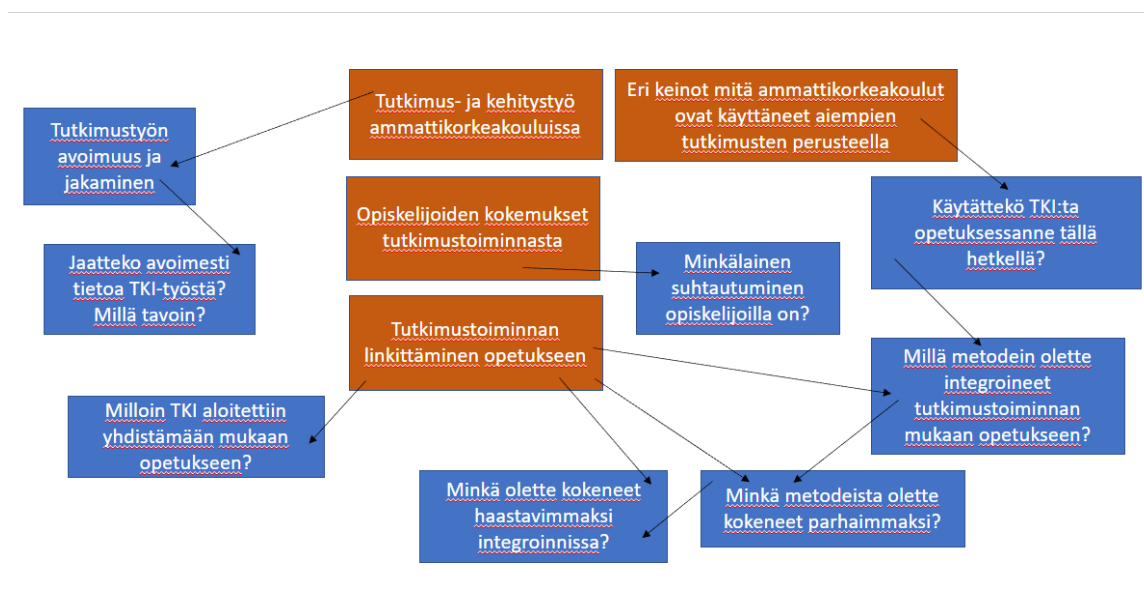 Tutkimus- ja kehitystyö
ammattikorkeakouluissa
Eri keinot mitä ammattikorkeakoulut
ovat käyttäneet aiempien
tutkimusten perusteella
Tutkimustyön
avoimuus ja
jakaminen
Opiskelijoiden kokemukset
tutkimustoiminnasta
Käytättekö TKI:ta
opetuksessanne tällä
hetkellä?
Jaatteko avoimesti
tietoa TKI-työstä?
Millä tavoin?
Minkälainen
suhtautuminen
opiskelijoilla on?
Tutkimustoiminnan
linkittäminen opetukseen
Millä metodein olette
integroineet
tutkimustoiminnan
mukaan opetukseen?
Milloin TKI aloitettiin
yhdistämään mukaan
opetukseen?
Minkä olette kokeneet
haastavimmaksi
integroinnissa?
Minkä metodeista olette
kokeneet parhaimmaksi?